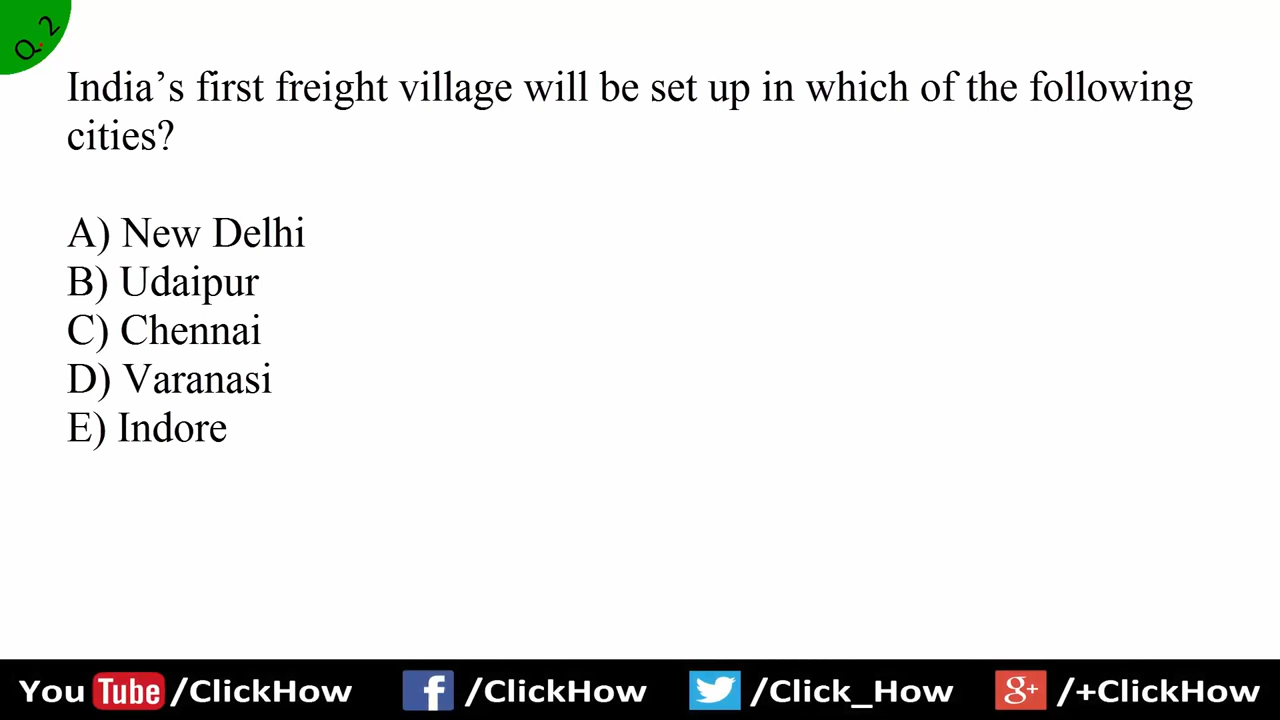 Q.2
India’s first freight village will be set up in which of the following
cities?
A) New Delhi
B) Udaipur
C) Chennai
D) Varanasi
E) Indore
You Tube /ClickHow f /ClickHow /Click_How g+ /+ClickHow